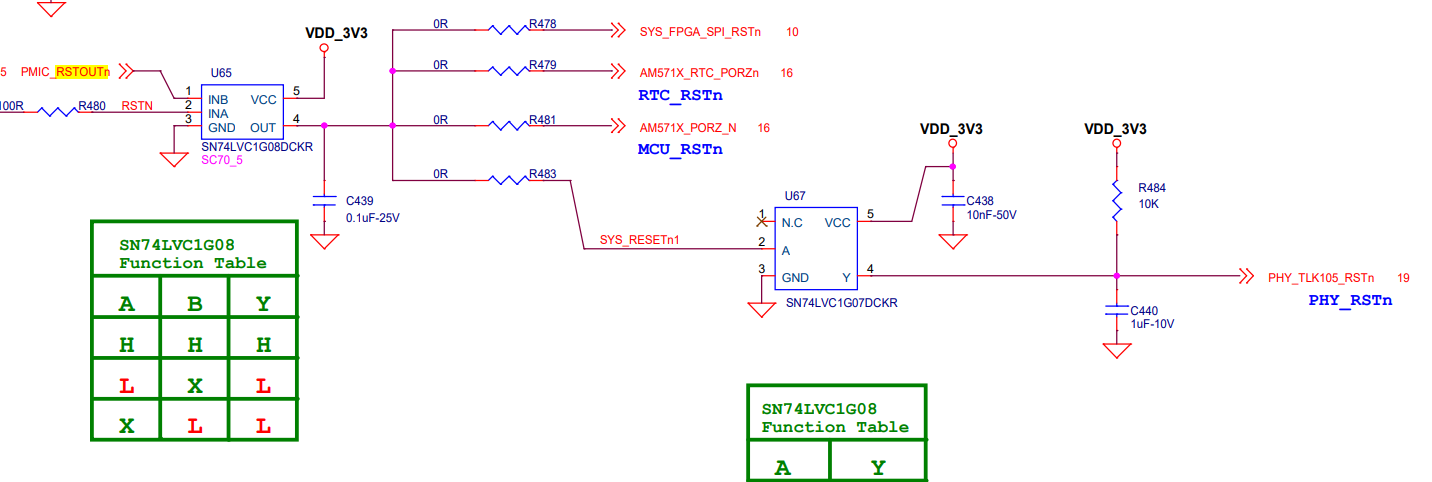 VDD_3V3
0R R478
SYS_FPGA_SPI_RSTn 10
5 PMIC_RSTOUTn
U65
0R R479
AM571X_RTC_PORZn 16
RTC_RSTn
100R R480 RSTN
1 INB VCC 5
2 INA
3 GND OUT 4
SN74LVC1G08DCKR
SC70_5
0R R481
AM571X_PORZ_N 16
MCU_RSTn
VDD_3V3
VDD_3V3
0R R483
C439
0.1uF-25V
U67
C438
10nF-50V
R484
10K
1 N.C VCC 5
SYS_RESETn1
2 A
3 GND Y 4
SN74LVC1G07DCKR
PHY_TLK105_RSTn 19
PHY_RSTn
C440
1uF-10V
SN74LVC1G08
Function Table
A B Y
H H H
L X L
X L L
SN74LVC1G08
Function Table
A Y